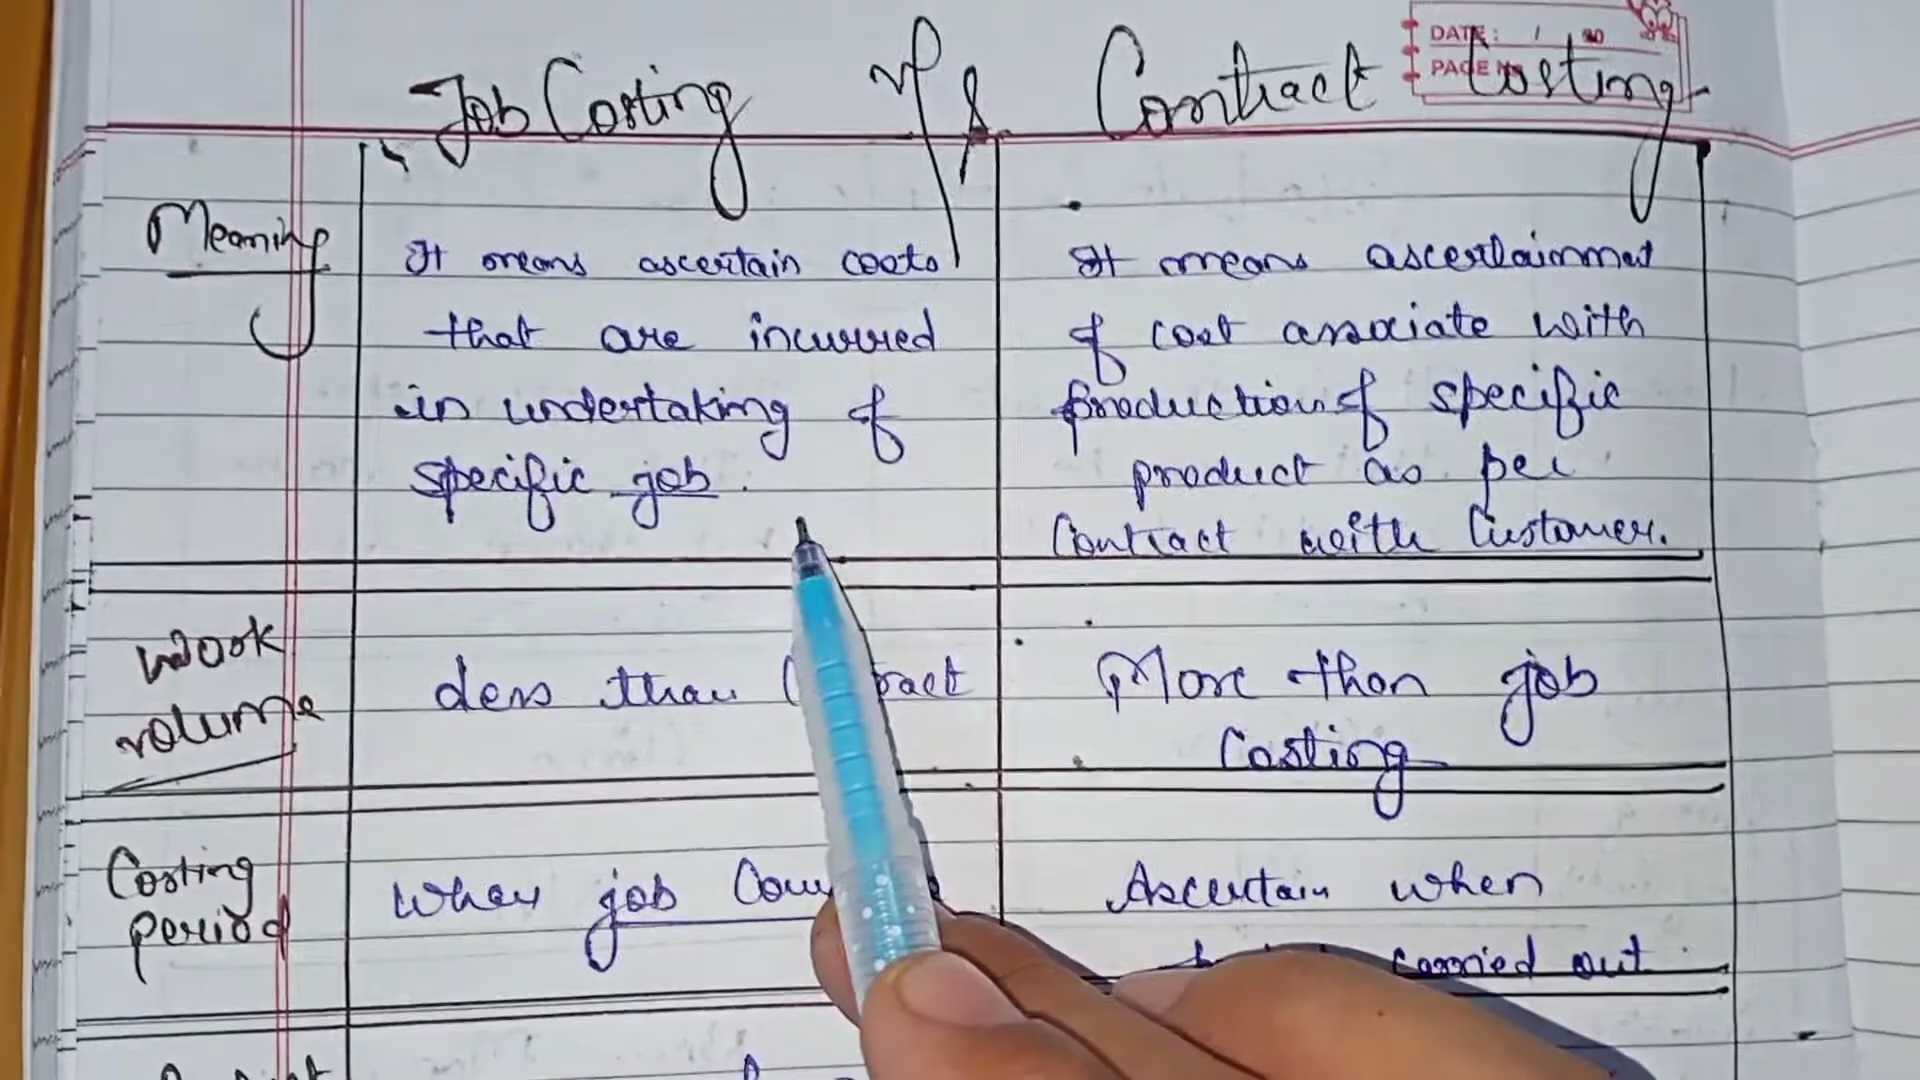 DATE: / 20
PAGE No
Job Costing v/s Contract Costing
Meaning
It means ascertain costs
that are incurred
in undertaking of
specific job.
It means ascertainment
of cost associate with
production of specific
product as per
Contract with Customer.
Work
volume
Less than
More than job
Costing
Costing
period
When job
Ascertain when
carried out.